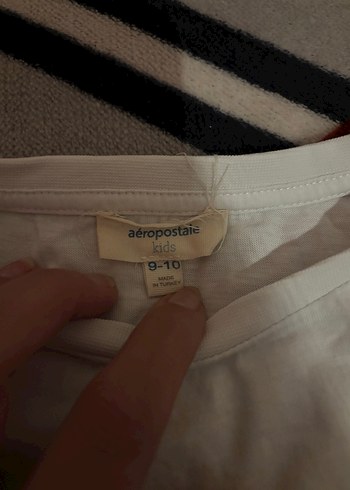 aéropostale
kids
9-10
MADE
IN TURKEY